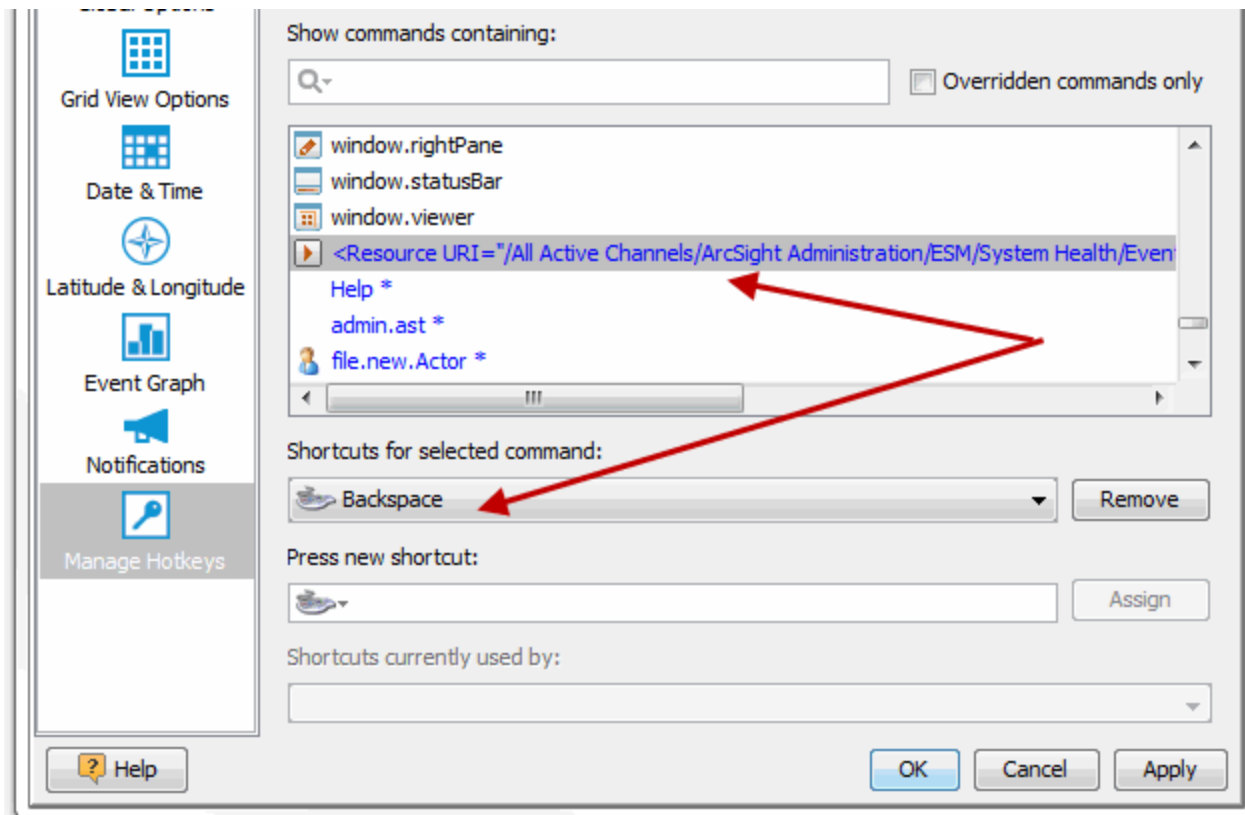 Global Options
Grid View Options
Date & Time
Latitude & Longitude
Event Graph
Notifications
Manage Hotkeys
Show commands containing:
Overridden commands only
window.rightPane
window.statusBar
window.viewer
<Resource URI="/All Active Channels/ArcSight Administration/ESM/System Health/Even
Help *
admin.ast *
file.new.Actor *
Shortcuts for selected command:
Backspace
Remove
Press new shortcut:
Assign
Shortcuts currently used by:
Help
OK
Cancel
Apply